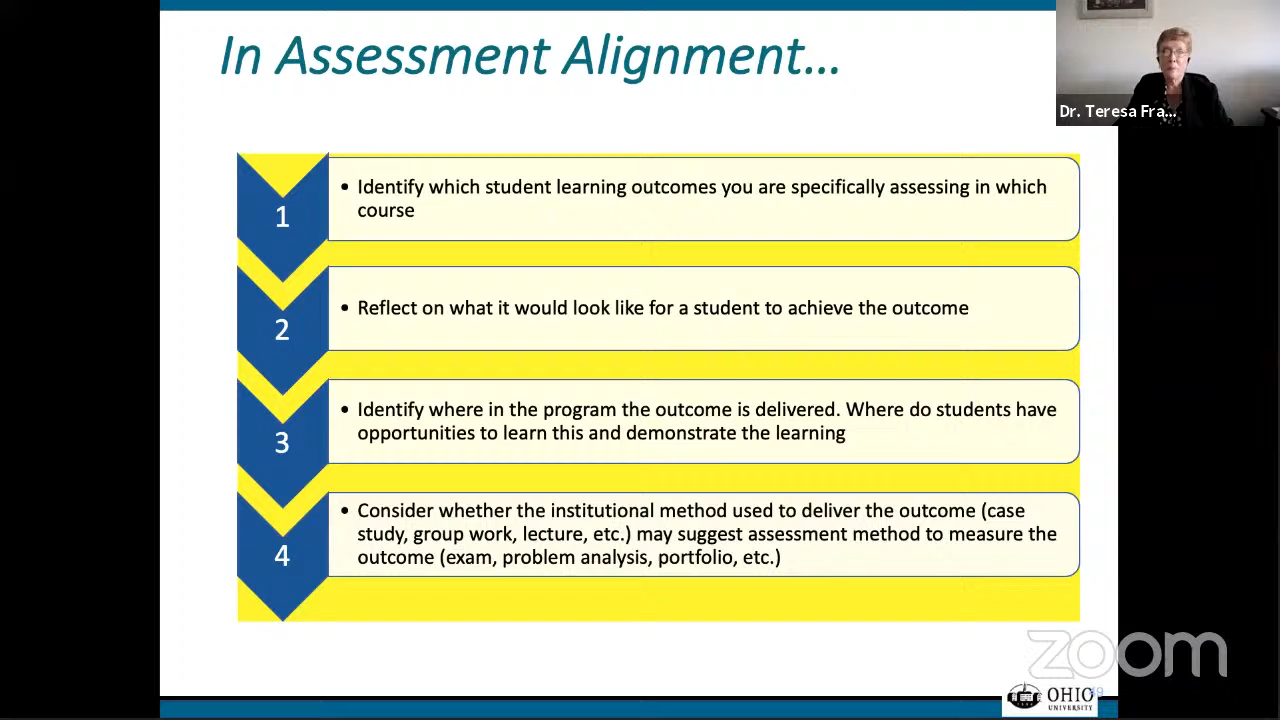 In Assessment Alignment...
Dr. Teresa Fra...
1
• Identify which student learning outcomes you are specifically assessing in which
course
2
• Reflect on what it would look like for a student to achieve the outcome
3
• Identify where in the program the outcome is delivered. Where do students have
opportunities to learn this and demonstrate the learning
4
• Consider whether the institutional method used to deliver the outcome (case
study, group work, lecture, etc.) may suggest assessment method to measure the
outcome (exam, problem analysis, portfolio, etc.)
zoom
OHIO
UNIVERSITY